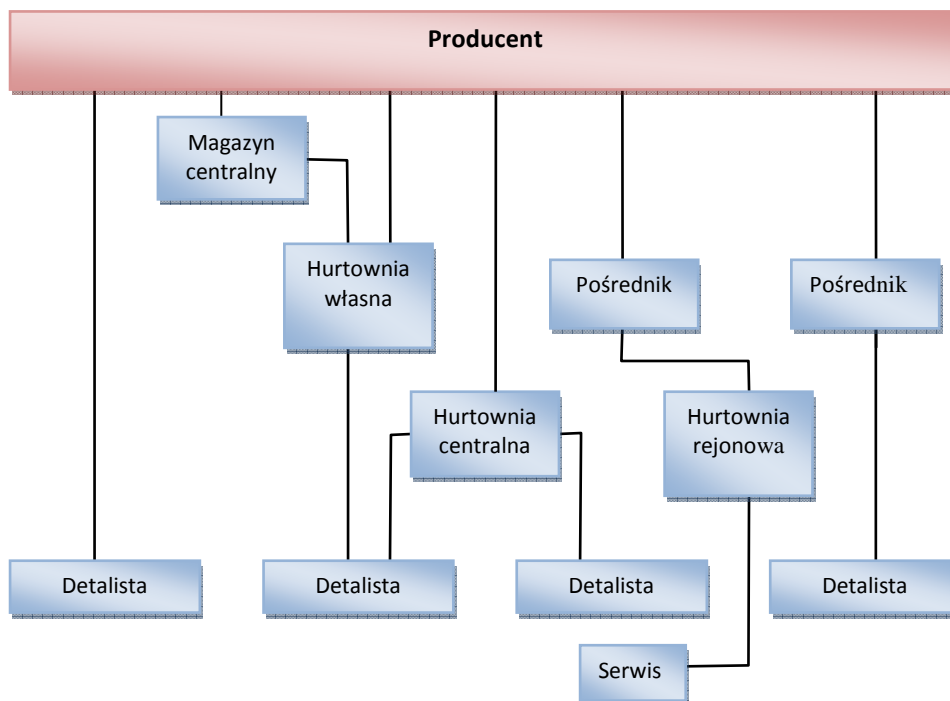 Producent
Magazyn
centralny
Hurtownia
własna
Pośrednik
Pośrednik
Hurtownia
centralna
Hurtownia
rejonowa
Detalista
Detalista
Detalista
Detalista
Serwis